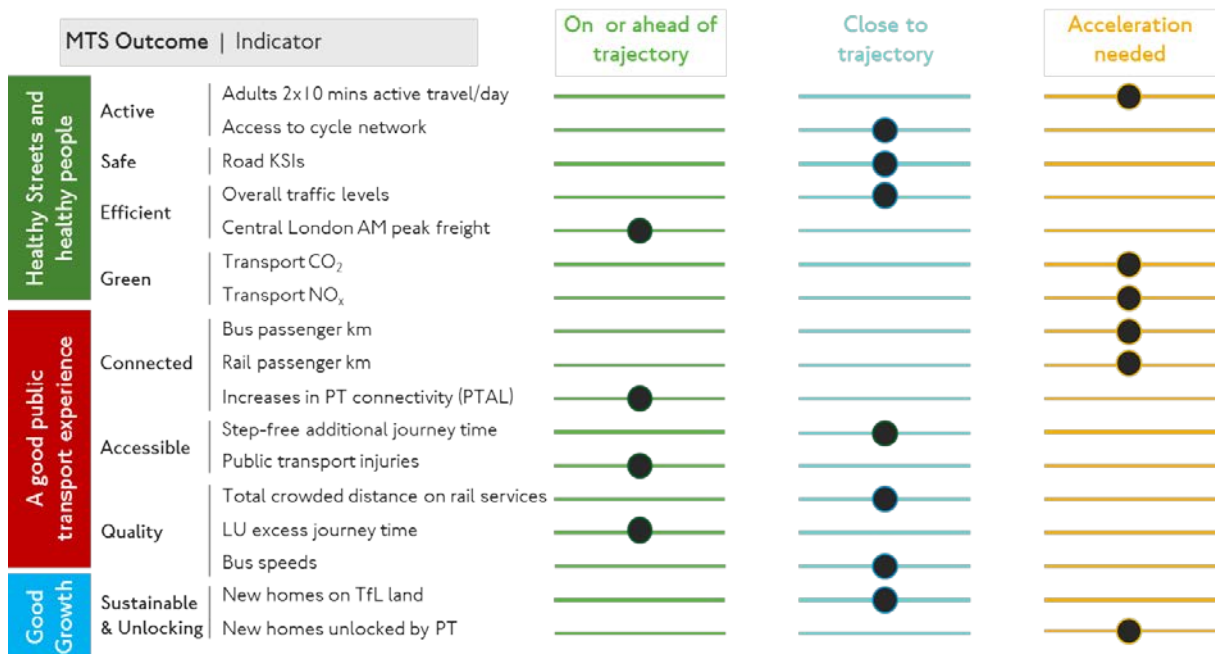 MTS Outcome | Indicator
On or ahead of
trajectory
Close to
trajectory
Acceleration
needed
Healthy Streets and
healthy people
Active
Adults 2x10 mins active travel/day
Access to cycle network
Safe
Road KSIs
Efficient
Overall traffic levels
Central London AM peak freight
Green
Transport CO₂
Transport NOₓ
A good public
transport experience
Connected
Bus passenger km
Rail passenger km
Increases in PT connectivity (PTAL)
Accessible
Step-free additional journey time
Public transport injuries
Quality
Total crowded distance on rail services
LU excess journey time
Bus speeds
Good
Growth
Sustainable
& Unlocking
New homes on TfL land
New homes unlocked by PT